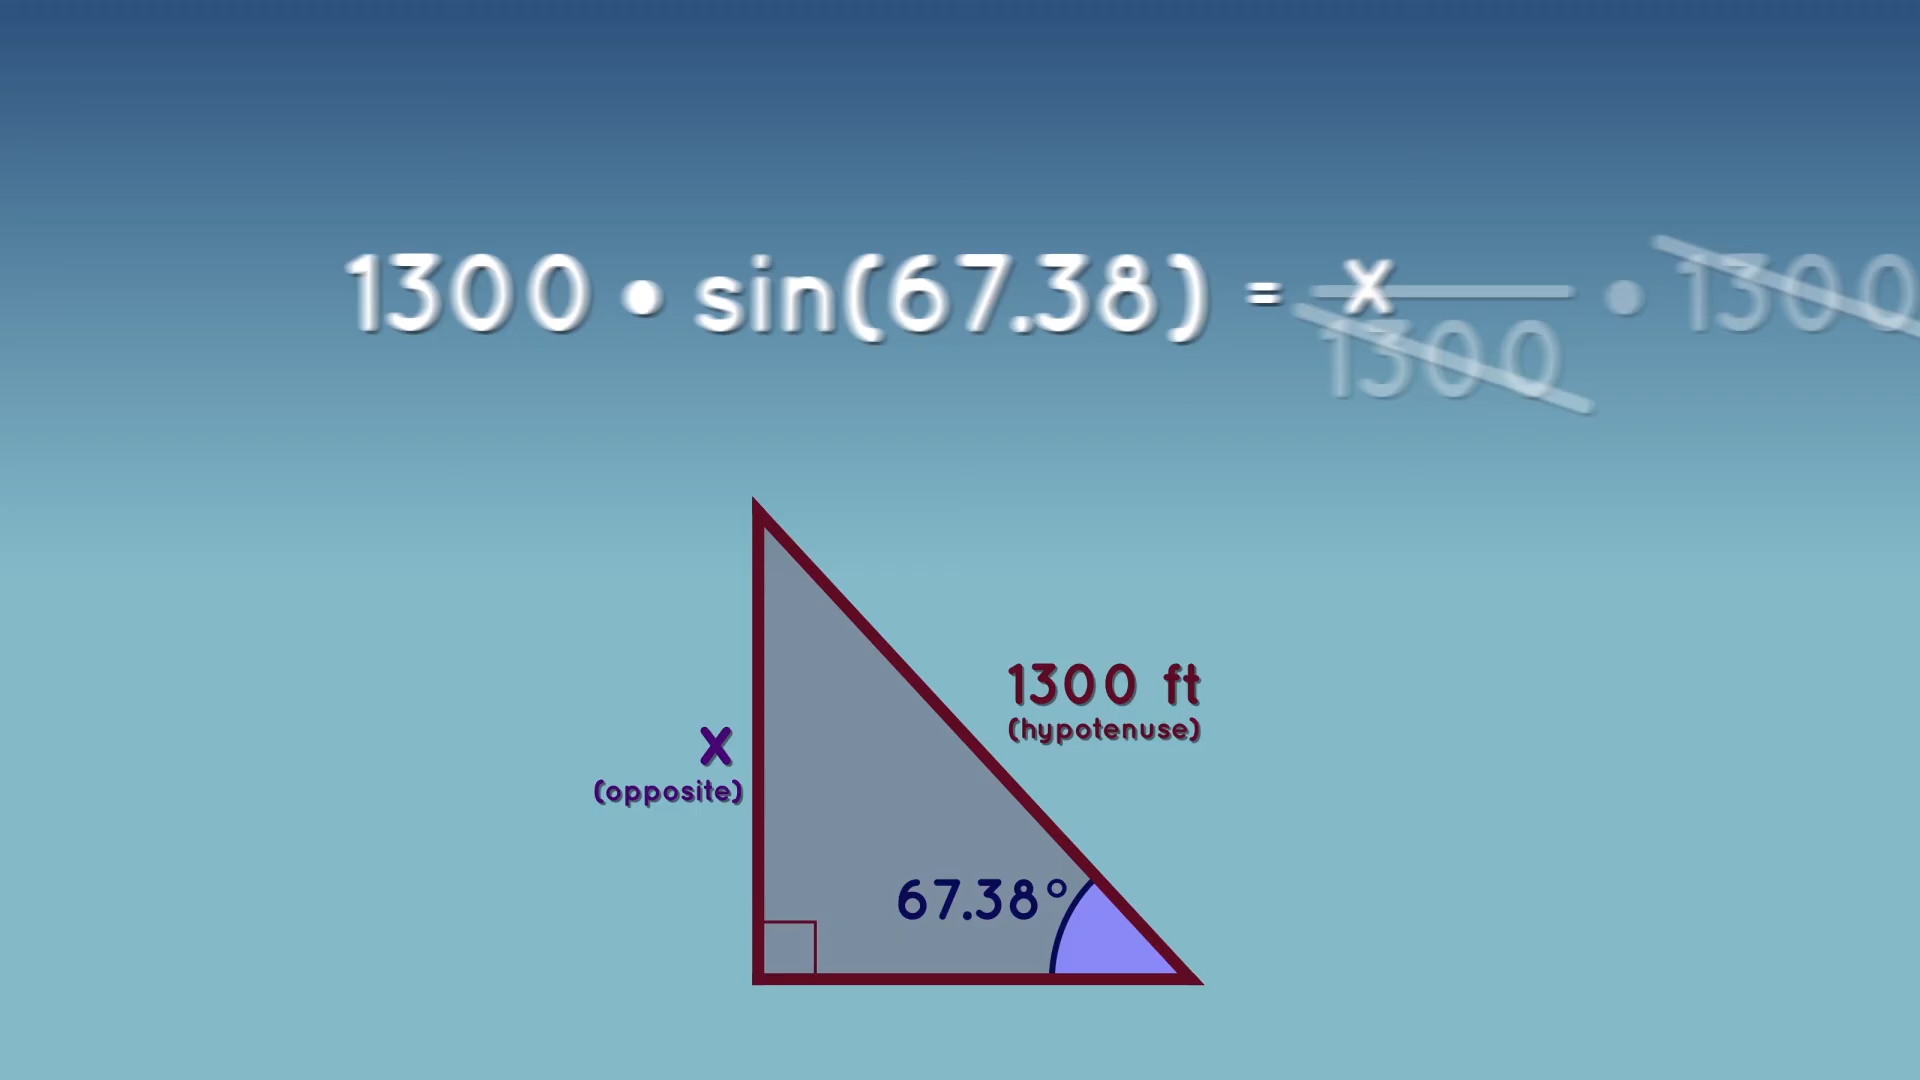 1300 • sin(67.38) = x / 1300 • 1300
1300 ft
(hypotenuse)
x
(opposite)
67.38°